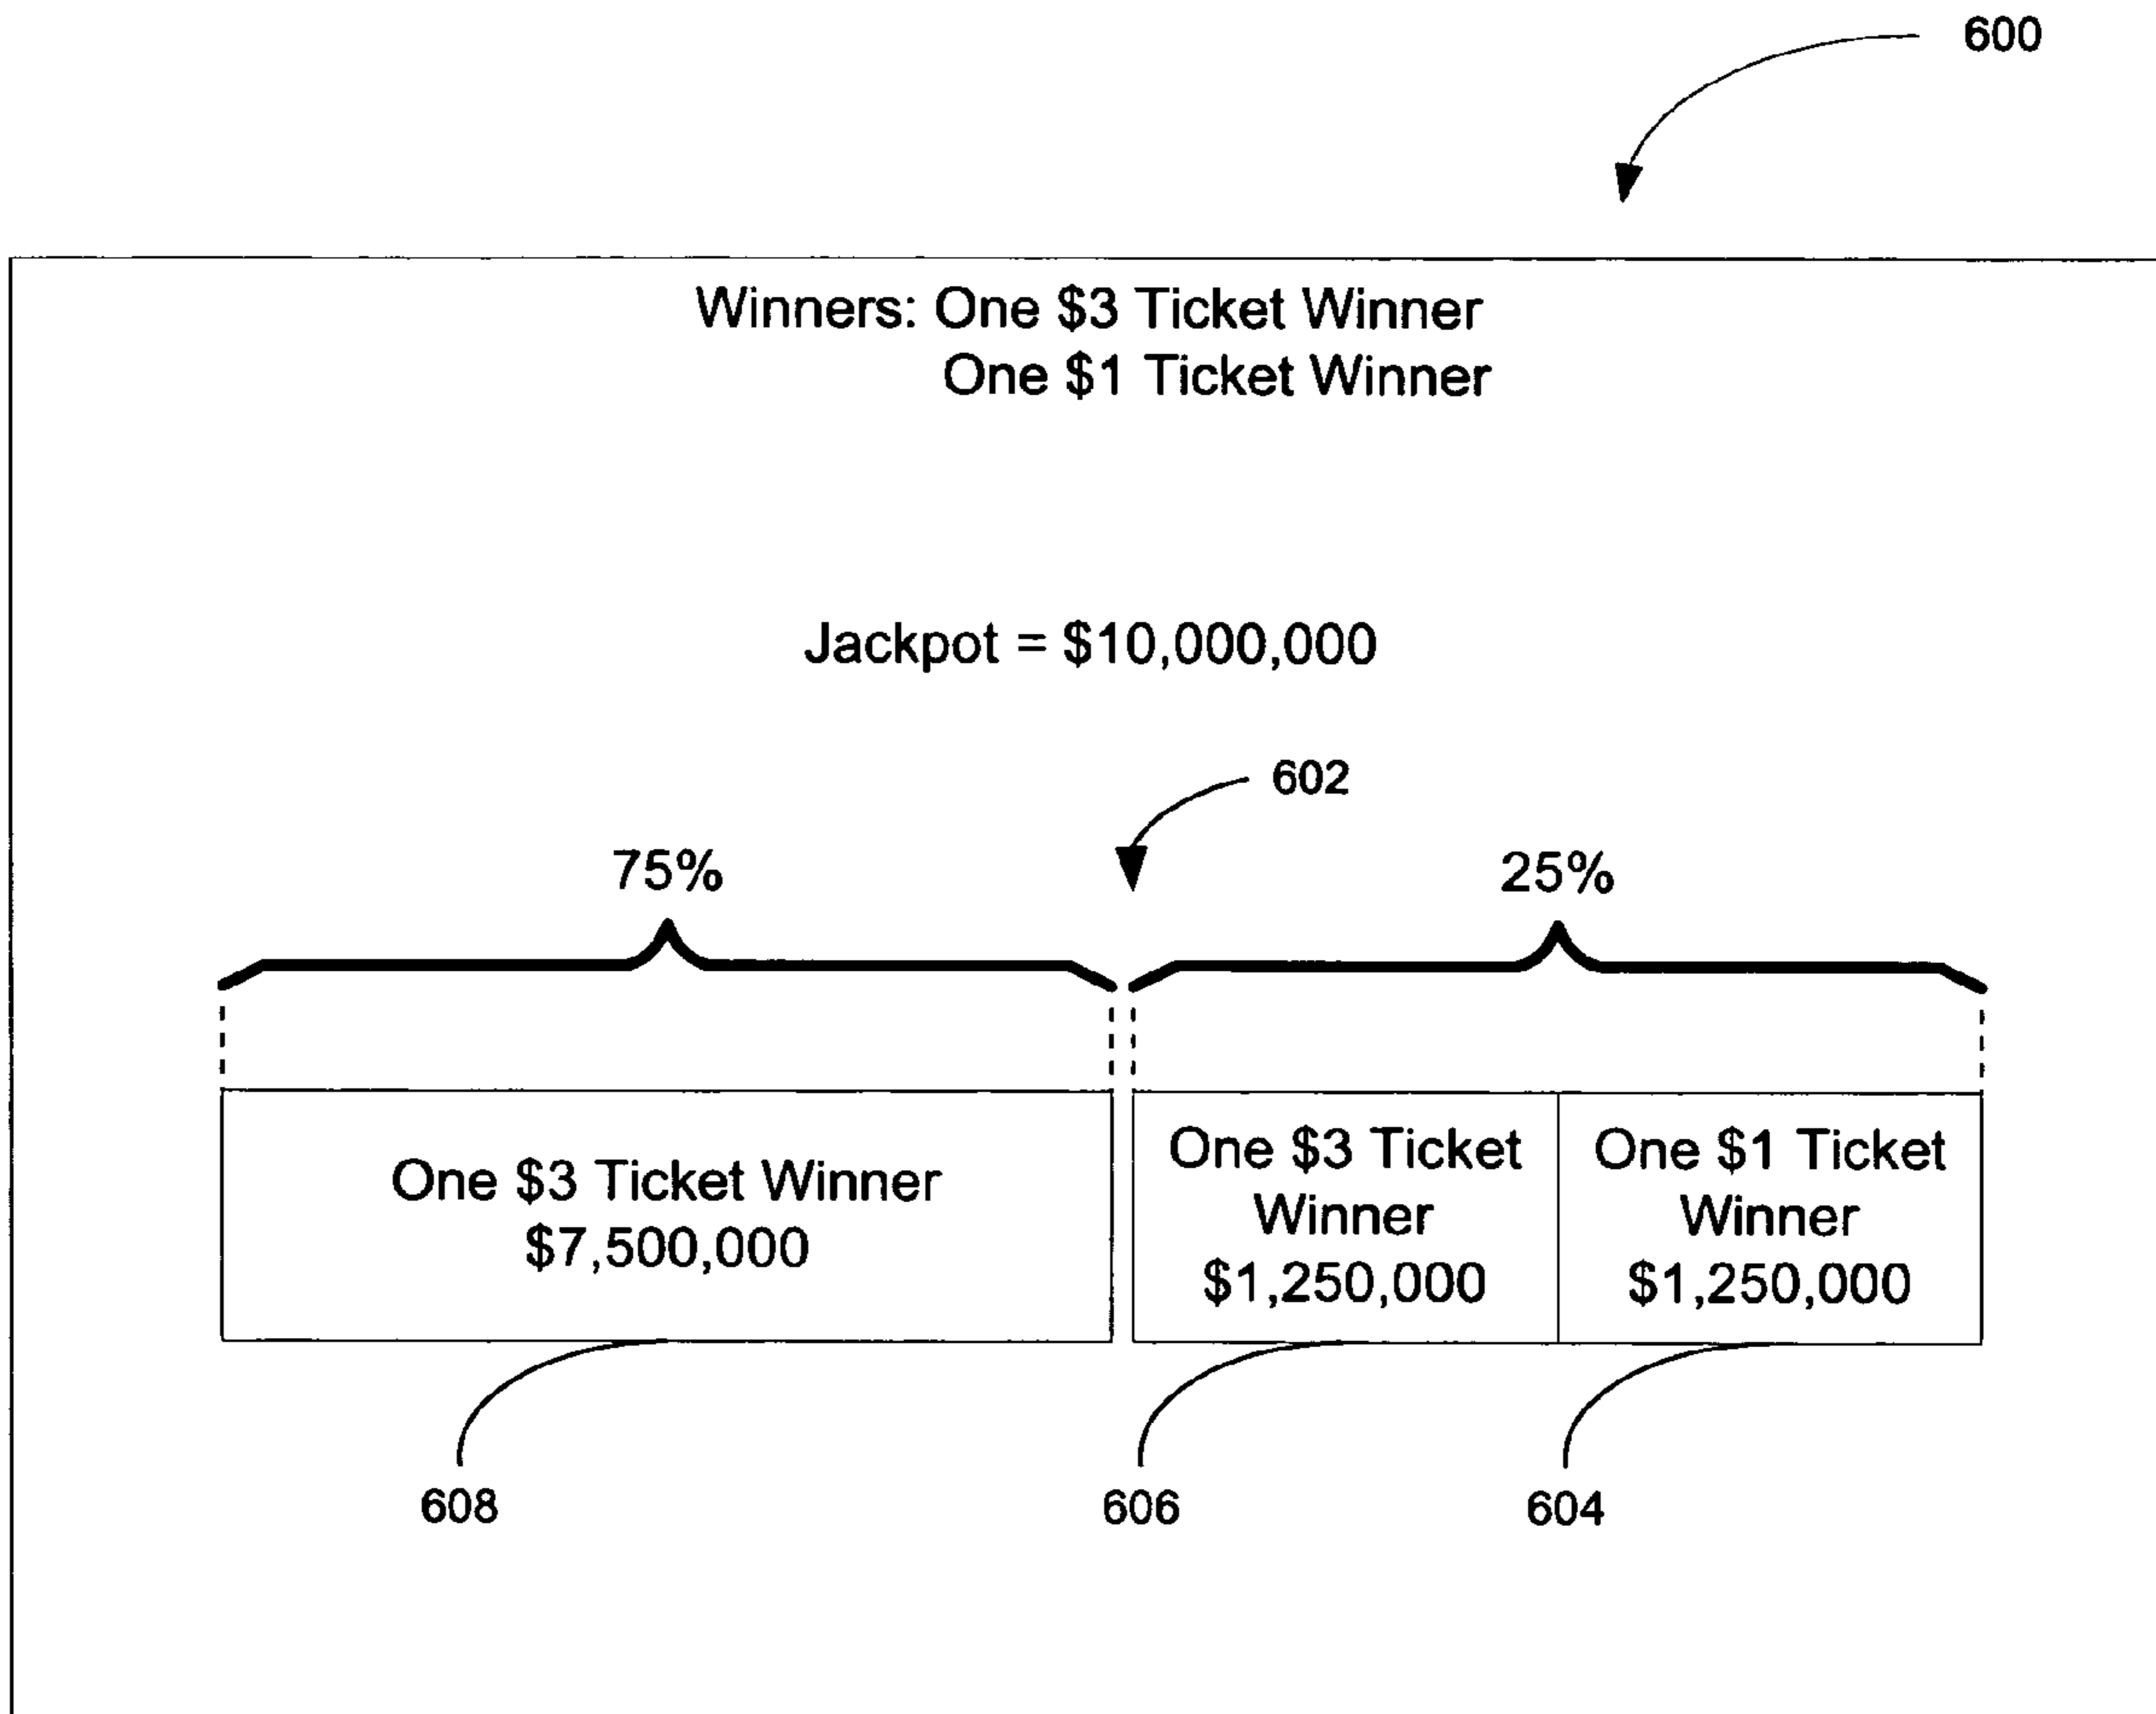 600
Winners: One $3 Ticket Winner
One $1 Ticket Winner
Jackpot = $10,000,000
602
75%
25%
One $3 Ticket Winner
$7,500,000
One $3 Ticket
Winner
$1,250,000
One $1 Ticket
Winner
$1,250,000
608
606
604